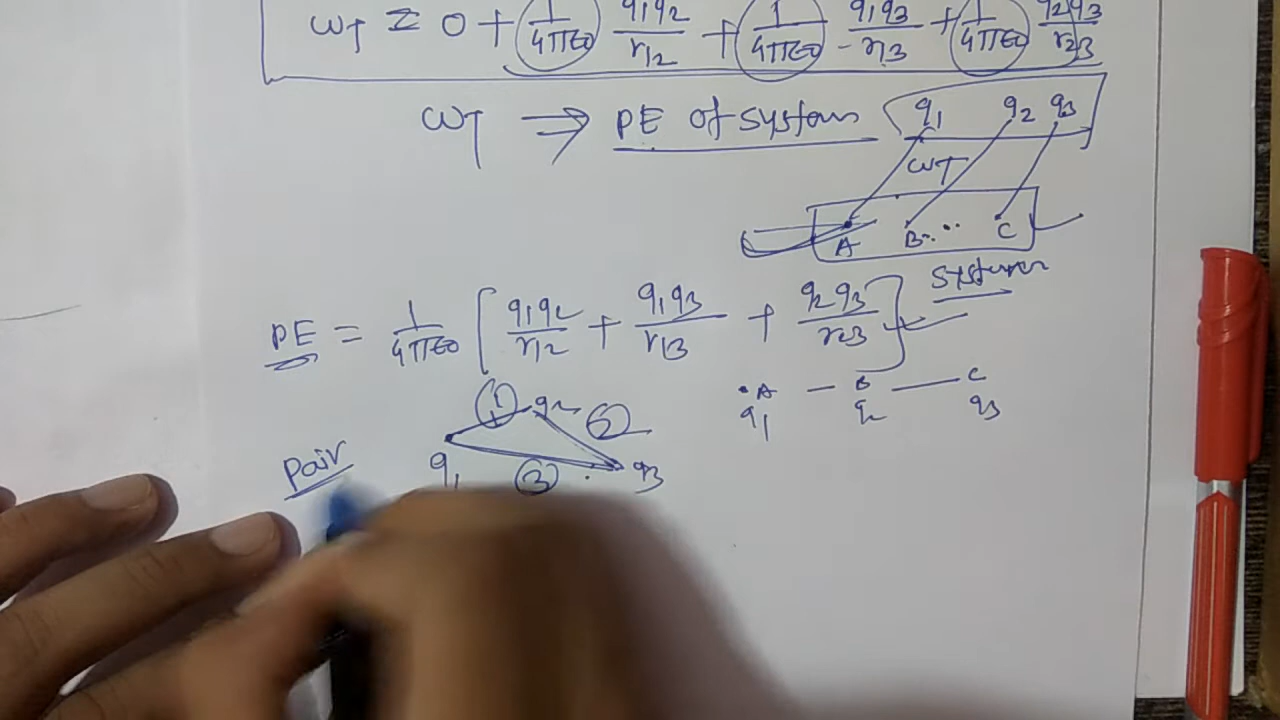 WT = 0 + 1/4πε0 q1q2/r12 + 1/4πε0 q1q3/r13 + 1/4πε0 q2q3/r23
WT ⇒ PE of system q1 q2 q3
WT
A B... C
System
PE = 1/4πε0 [ q1q2/r12 + q1q3/r13 + q2q3/r23 ]
.A — B — C
q1 q2 q3
1 q2 2
Pair q1 3 q3